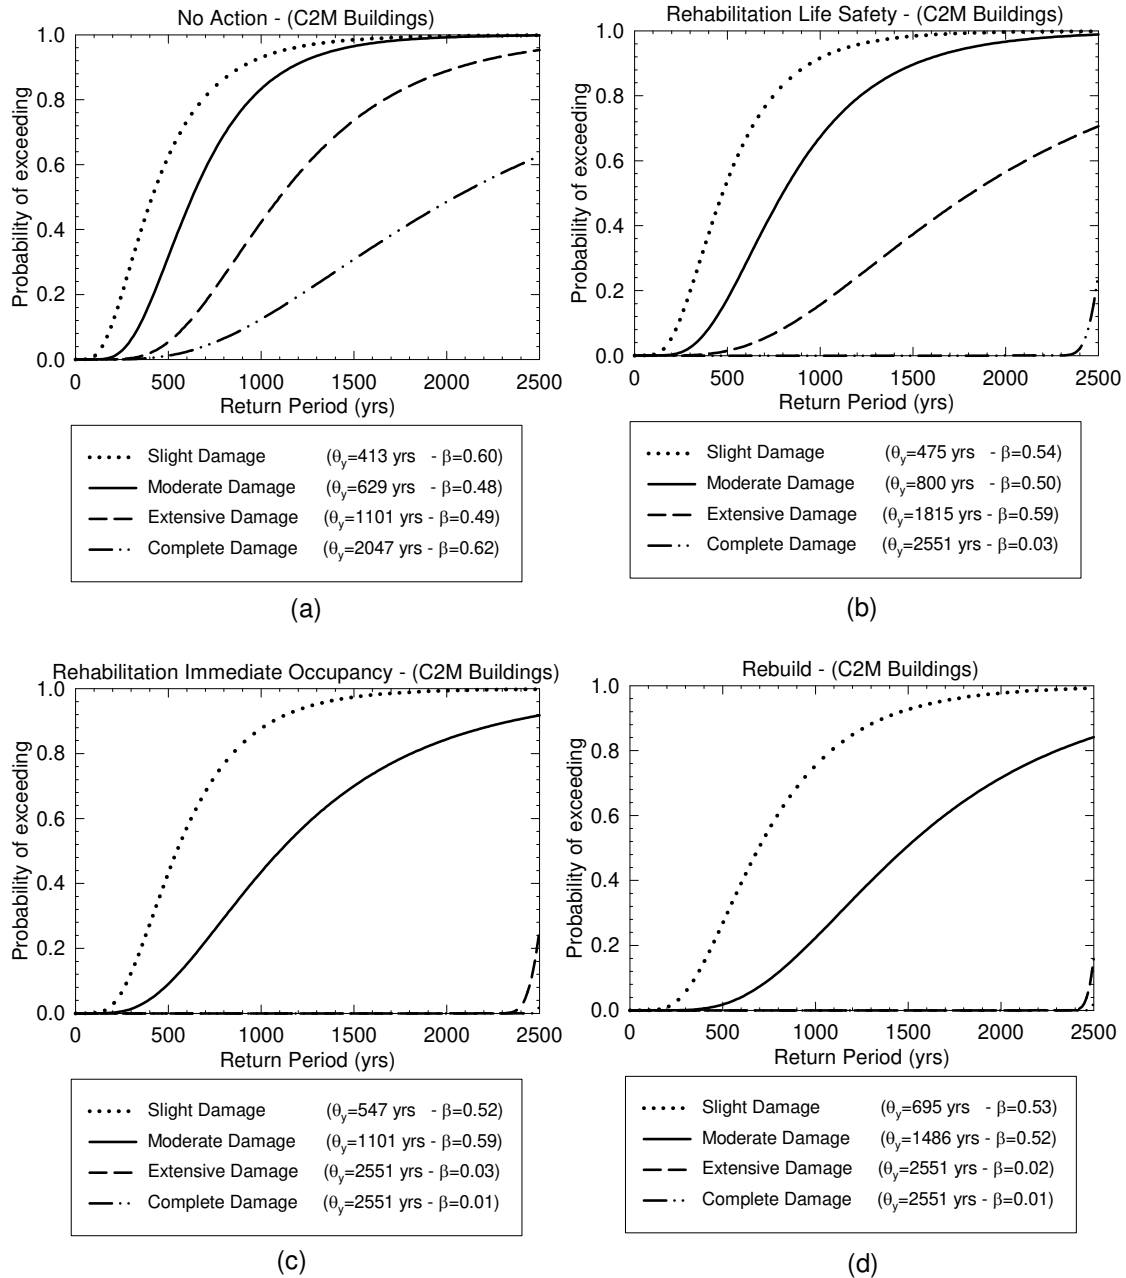 No Action - (C2M Buildings)
Probability of exceeding
1.0
0.8
0.6
0.4
0.2
0.0
0 500 1000 1500 2000 2500
Return Period (yrs)
Slight Damage (θy=413 yrs - β=0.60)
Moderate Damage (θy=629 yrs - β=0.48)
Extensive Damage (θy=1101 yrs - β=0.49)
Complete Damage (θy=2047 yrs - β=0.62)
(a)
Rehabilitation Life Safety - (C2M Buildings)
Probability of exceeding
1.0
0.8
0.6
0.4
0.2
0.0
0 500 1000 1500 2000 2500
Return Period (yrs)
Slight Damage (θy=475 yrs - β=0.54)
Moderate Damage (θy=800 yrs - β=0.50)
Extensive Damage (θy=1815 yrs - β=0.59)
Complete Damage (θy=2551 yrs - β=0.03)
(b)
Rehabilitation Immediate Occupancy - (C2M Buildings)
Probability of exceeding
1.0
0.8
0.6
0.4
0.2
0.0
0 500 1000 1500 2000 2500
Return Period (yrs)
Slight Damage (θy=547 yrs - β=0.52)
Moderate Damage (θy=1101 yrs - β=0.59)
Extensive Damage (θy=2551 yrs - β=0.03)
Complete Damage (θy=2551 yrs - β=0.01)
(c)
Rebuild - (C2M Buildings)
Probability of exceeding
1.0
0.8
0.6
0.4
0.2
0.0
0 500 1000 1500 2000 2500
Return Period (yrs)
Slight Damage (θy=695 yrs - β=0.53)
Moderate Damage (θy=1486 yrs - β=0.52)
Extensive Damage (θy=2551 yrs - β=0.02)
Complete Damage (θy=2551 yrs - β=0.01)
(d)